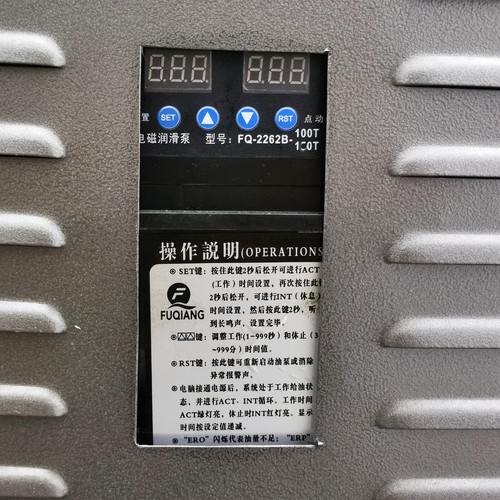 8.8.8. 8.8.8.
置 SET RST 点动
电磁润滑泵 型号: FQ-2262B-100T
操作説明(OPERATIONS
SET键: 按住此键2秒后松开可进行ACT
(工作)时间设置, 再次按住此键
2秒后松开, 可进行INT(休息)
时间设置, 然后按此键2秒, 听
到长鸣声, 设置完毕。
FUQIANG
键: 调整工作(1~999秒)和休止(
~999分)时间值。
RST键: 按此键可重新启动油泵或消除
异常报警声。
电脑接通电源后, 系统处于工作给油状
态, 并进行ACT、INT循环。工作时间
ACT绿灯亮, 休止时INT红灯亮。显示
时间按设定值递减。
"ERO"闪烁代表油量不足; "ERP"